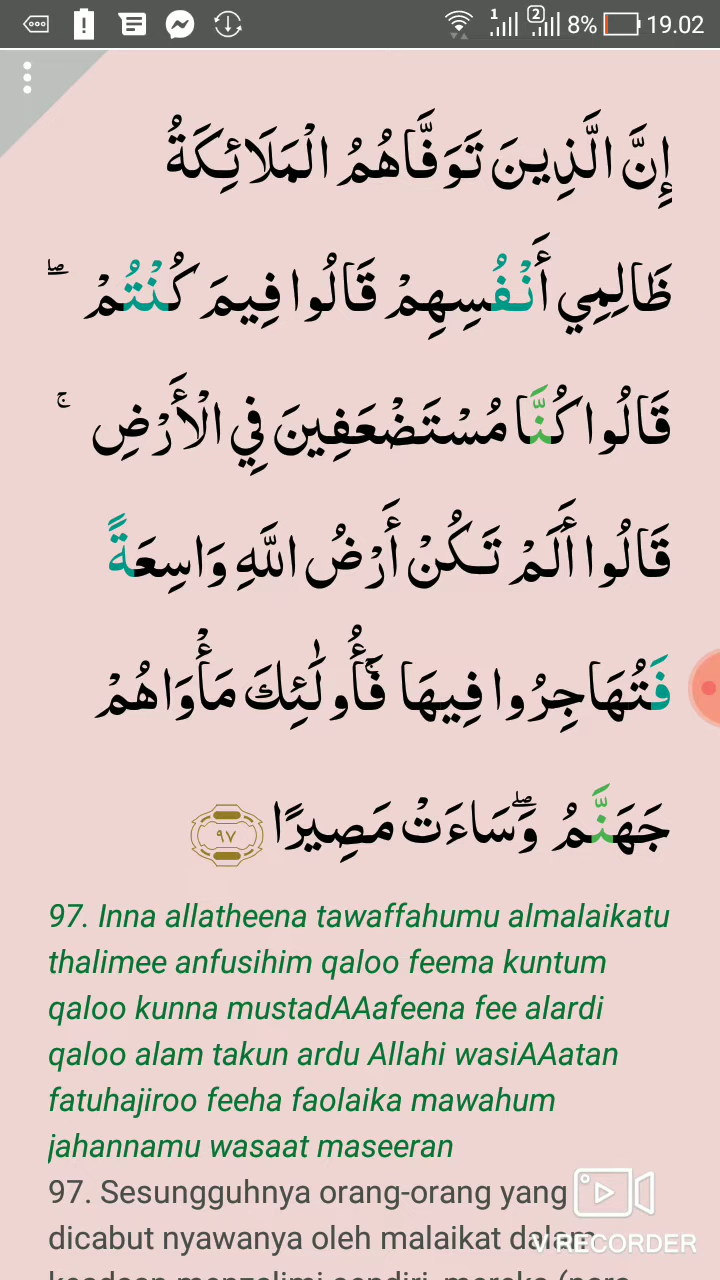 1 2 8% 19.02
إِنَّ الَّذِينَ تَوَفَّاهُمُ الْمَلَائِكَةُ
ظَالِمِي أَنْفُسِهِمْ قَالُوا فِيمَ كُنْتُمْ ۖ
قَالُوا كُنَّا مُسْتَضْعَفِينَ فِي الْأَرْضِ ۚ
قَالُوا أَلَمْ تَكُنْ أَرْضُ اللَّهِ وَاسِعَةً
فَتُهَاجِرُوا فِيهَا ۚ فَأُولَٰئِكَ مَأْوَاهُمْ
جَهَنَّمُ ۖ وَسَاءَتْ مَصِيرًا ٩٧
97. Inna allatheena tawaffahumu almalaikatu
thalimee anfusihim qaloo feema kuntum
qaloo kunna mustadAAafeena fee alardi
qaloo alam takun ardu Allahi wasiAAatan
fatuhajiroo feeha faolaika mawahum
jahannamu wasaat maseeran
97. Sesungguhnya orang-orang yang
dicabut nyawanya oleh malaikat dalam
V RECORDER